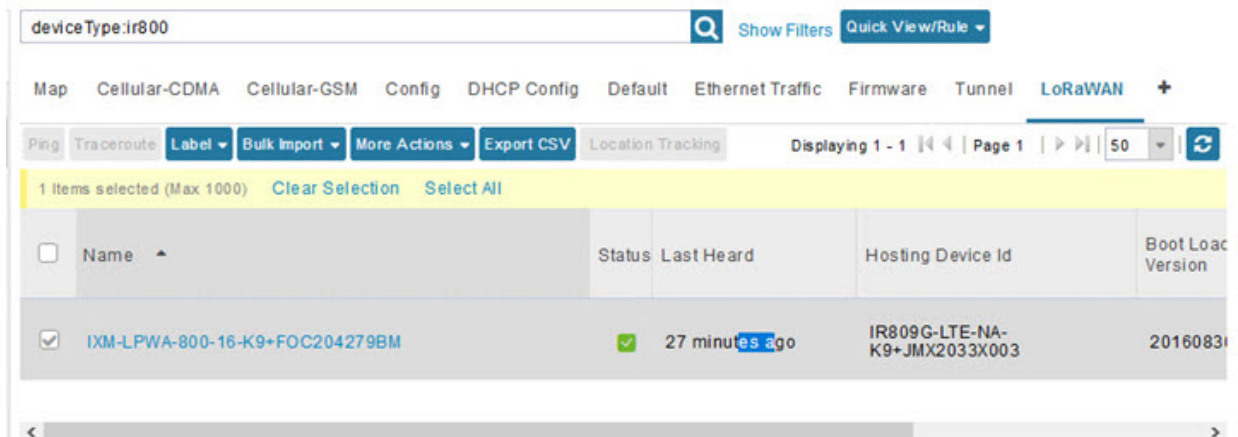 deviceType:ir800 Show Filters Quick View/Rule
Map Cellular-CDMA Cellular-GSM Config DHCP Config Default Ethernet Traffic Firmware Tunnel LoRaWAN +
Ping Traceroute Label Bulk Import More Actions Export CSV Location Tracking Displaying 1 - 1 | Page 1 | 50
1 Items selected (Max 1000) Clear Selection Select All
Name Status Last Heard Hosting Device Id Boot Load
Version
IXM-LPWA-800-16-K9+FOC204279BM 27 minutes ago IR809G-LTE-NA-
K9+JMX2033X003 2016083